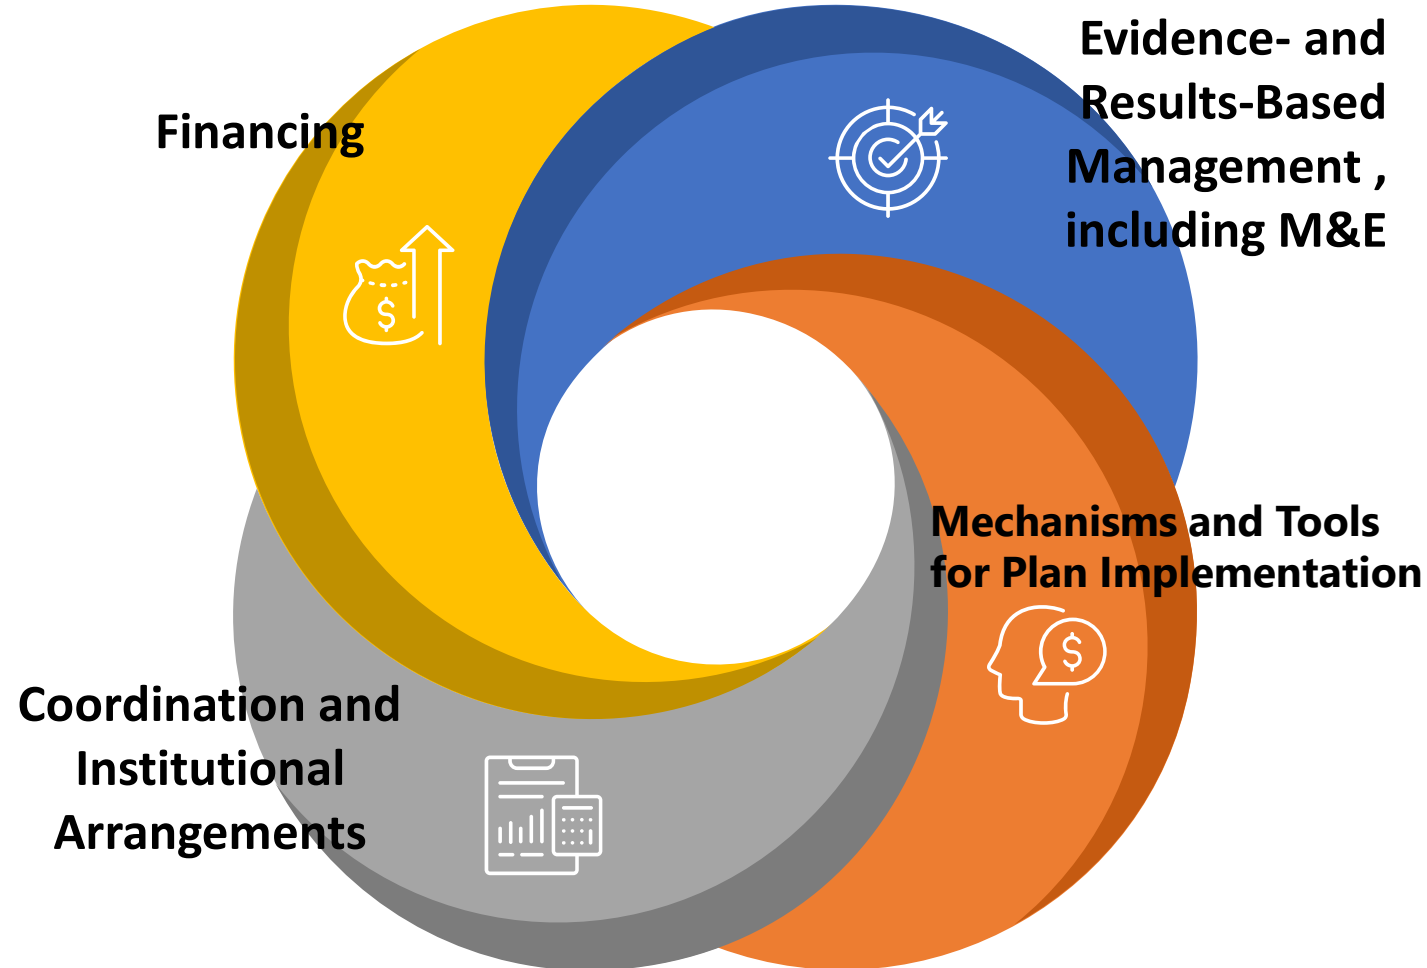 Financing
Evidence- and
Results-Based
Management ,
including M&E
$
Mechanisms and Tools
for Plan Implementation
$
Coordination and
Institutional
Arrangements